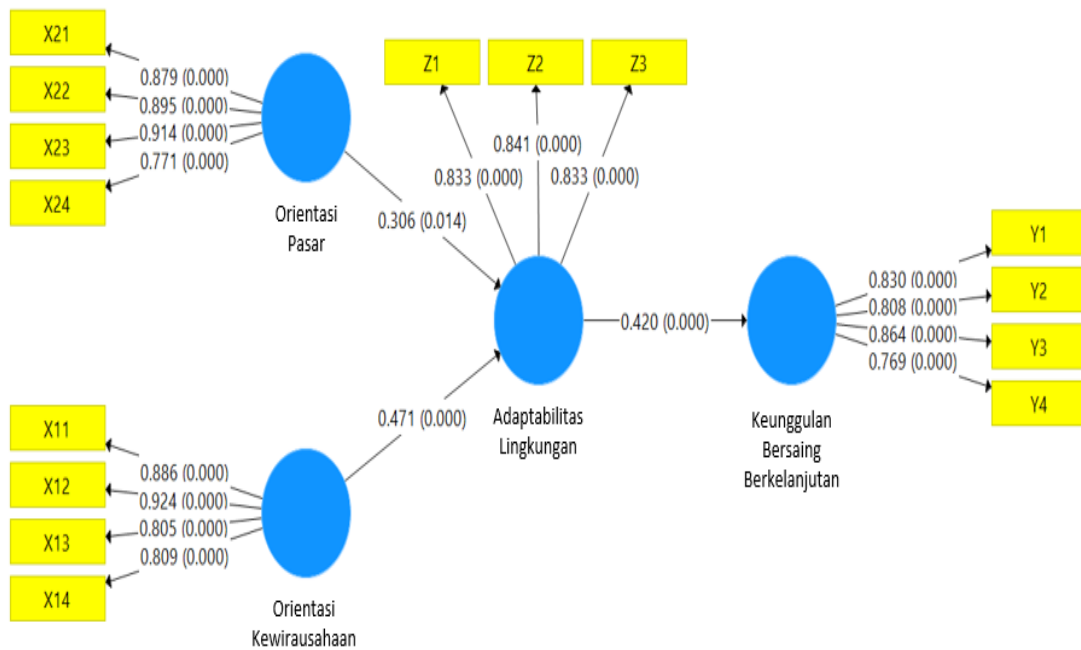 X21
X22
X23
X24
0.879 (0.000)
0.895 (0.000)
0.914 (0.000)
0.771 (0.000)
Orientasi
Pasar
Z1
Z2
Z3
0.833 (0.000)
0.841 (0.000)
0.833 (0.000)
0.306 (0.014)
0.471 (0.000)
Adaptabilitas
Lingkungan
0.420 (0.000)
Keunggulan
Bersaing
Berkelanjutan
0.830 (0.000)
0.808 (0.000)
0.864 (0.000)
0.769 (0.000)
Y1
Y2
Y3
Y4
X11
X12
X13
X14
0.886 (0.000)
0.924 (0.000)
0.805 (0.000)
0.809 (0.000)
Orientasi
Kewirausahaan